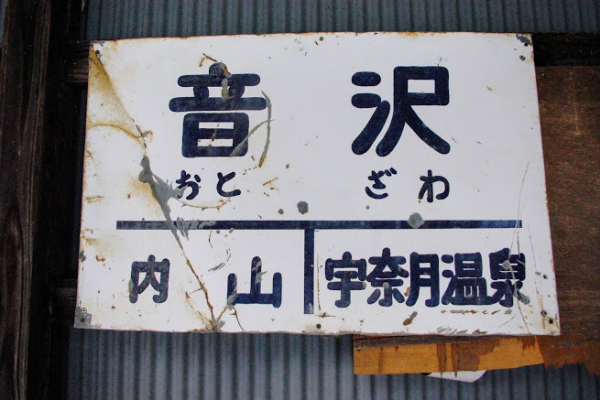 音沢
おとざわ
内山 宇奈月温泉